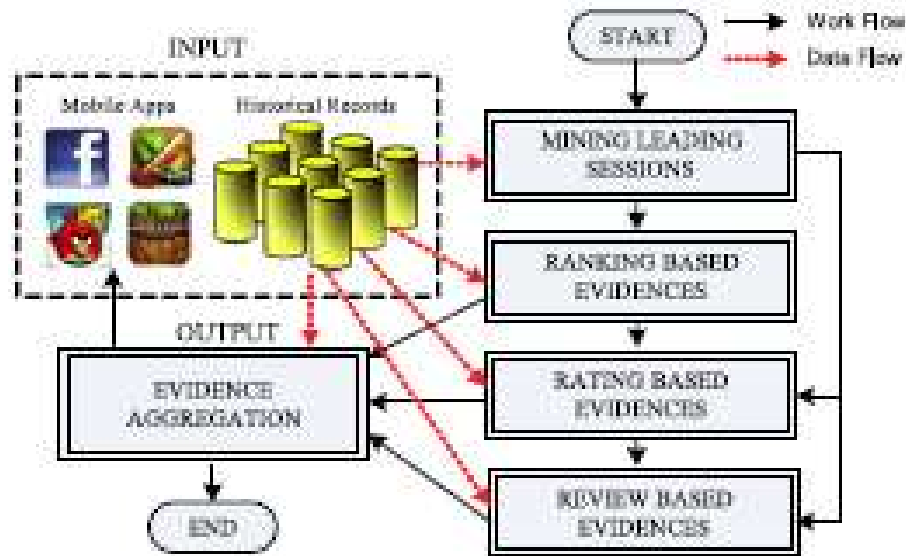 START
Work Flow
Data Flow
INPUT
Mobile Apps
Historical Records
f
MINING LEADING
SESSIONS
RANKING BASED
EVIDENCES
OUTPUT
EVIDENCE
AGGREGATION
RATING BASED
EVIDENCES
REVIEW BASED
EVIDENCES
END